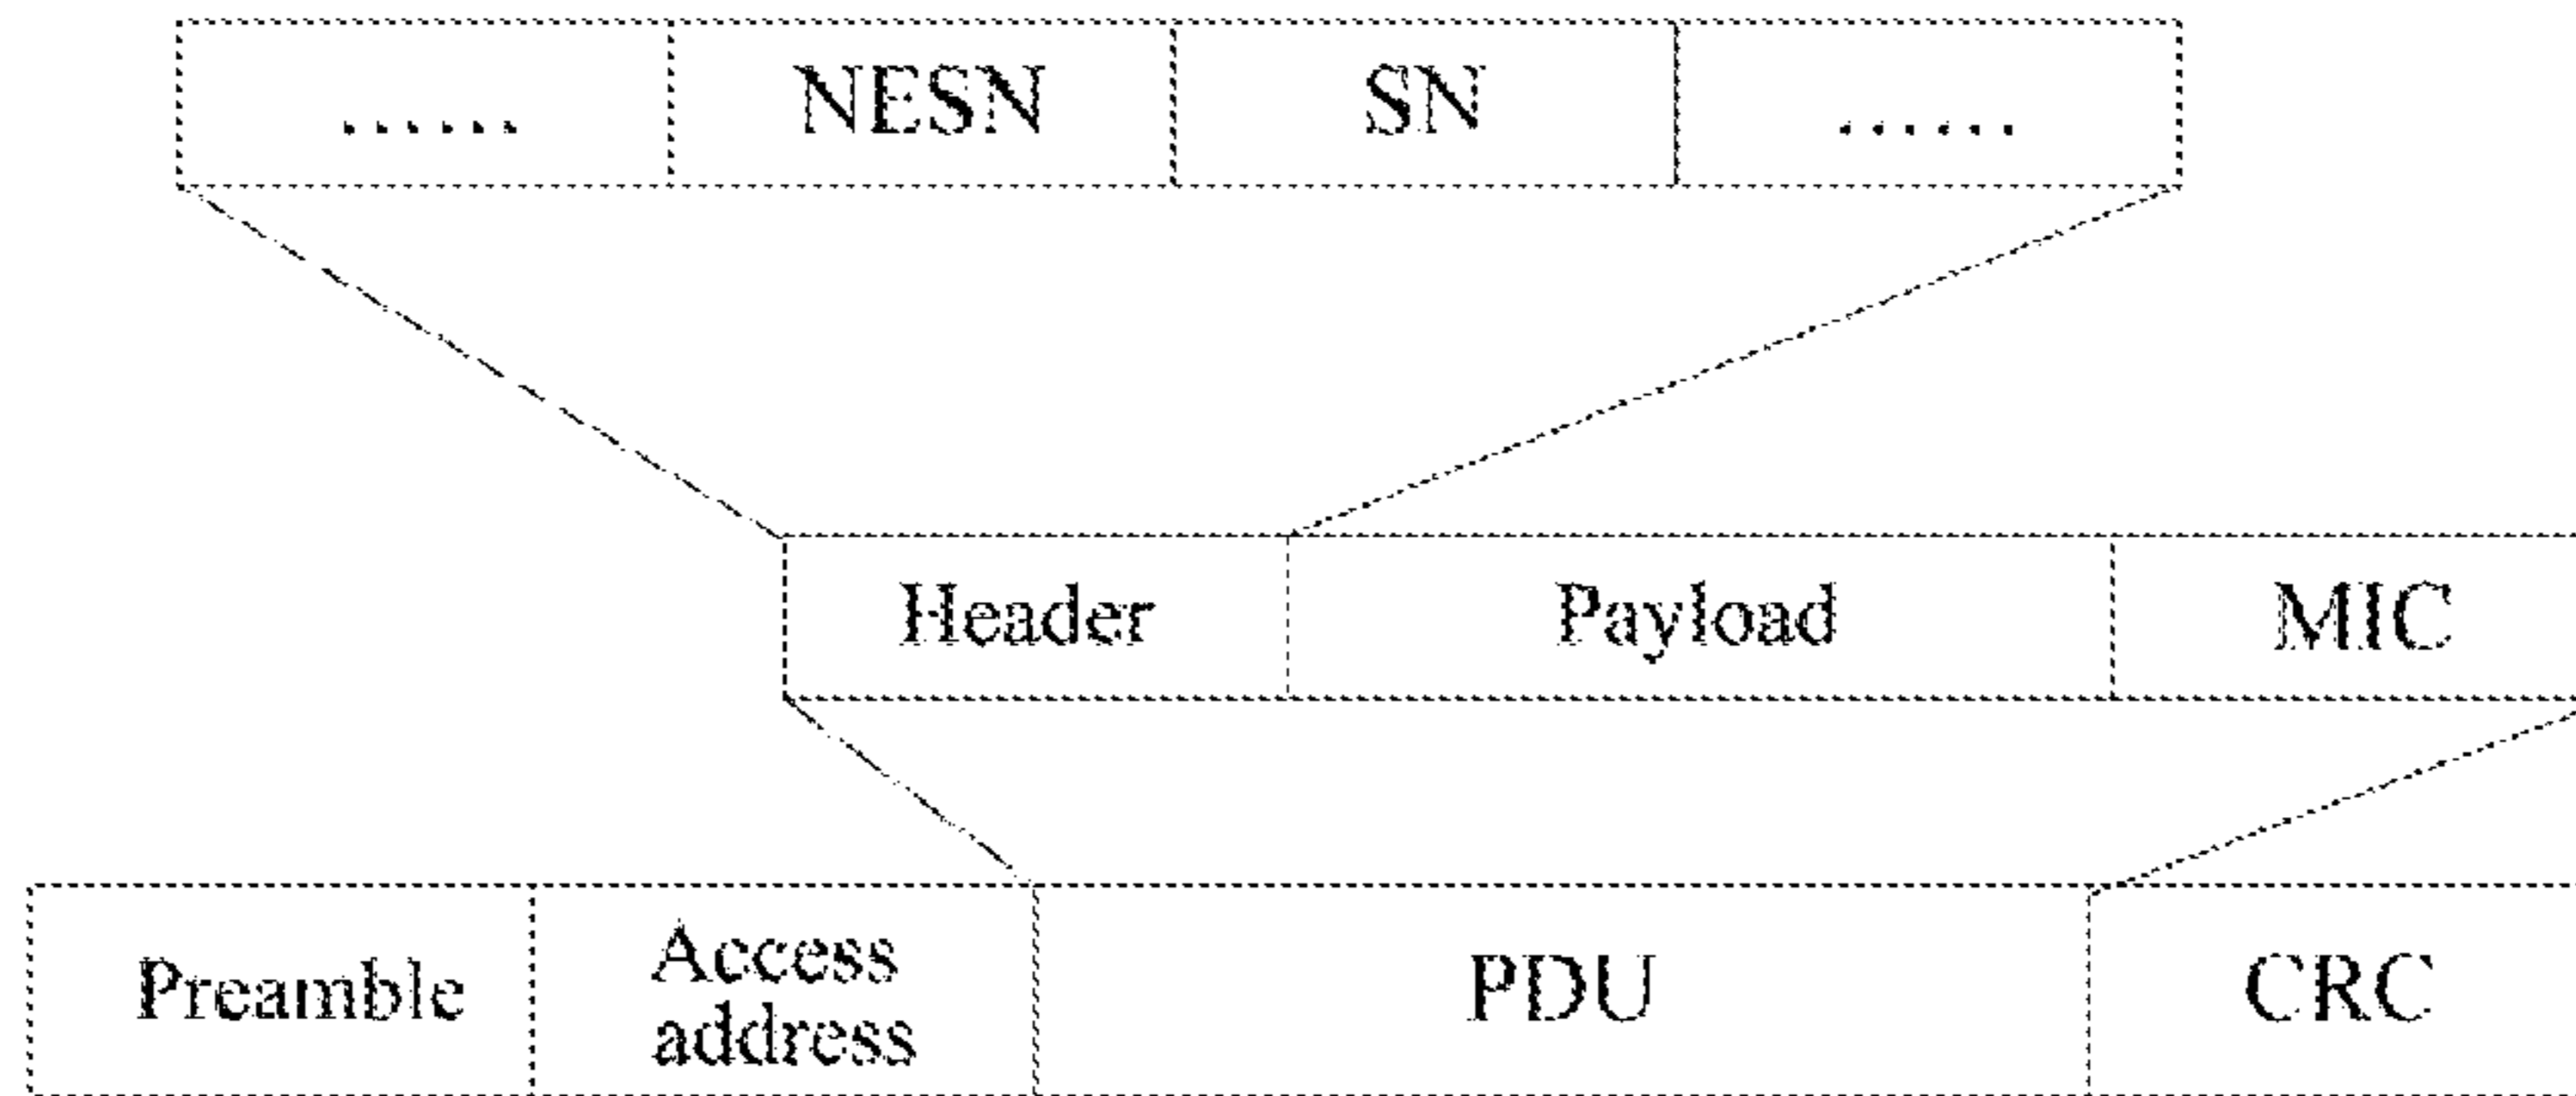 ...... NESN SN ......
Header Payload MIC
Preamble Access address PDU CRC